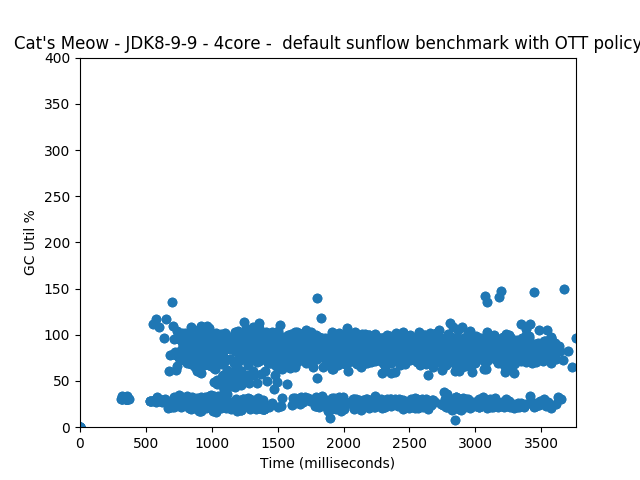 Cat's Meow - JDK8-9-9 - 4core -  default sunflow benchmark with OTT policy
400
350
300
250
200
150
100
50
0
GC Util %
0 500 1000 1500 2000 2500 3000 3500
Time (milliseconds)